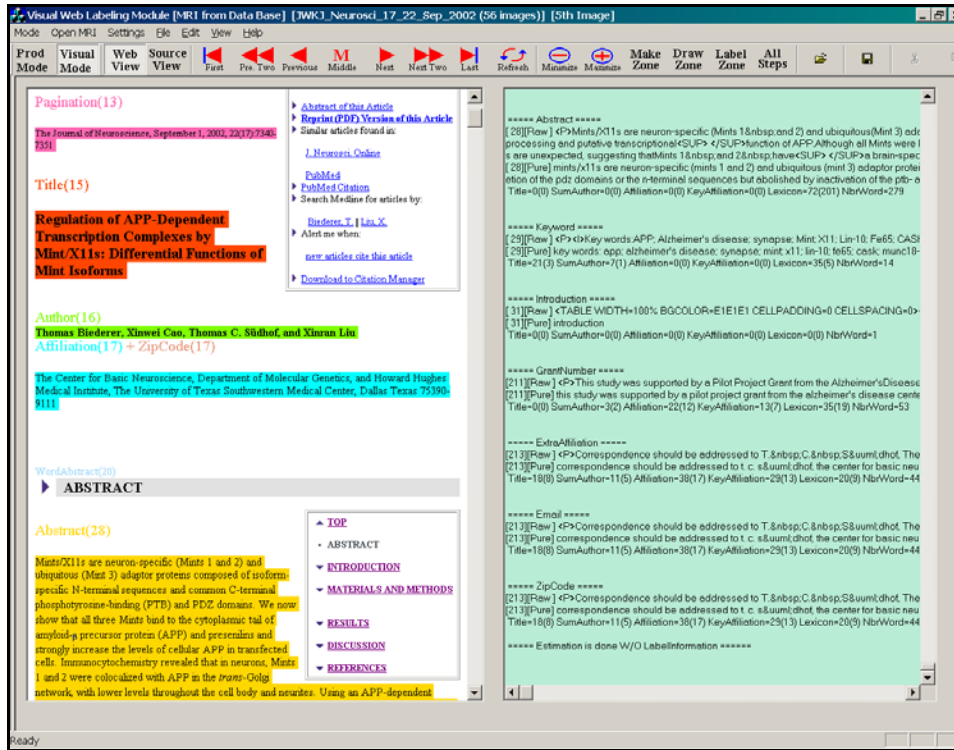 Visual Web Labeling Module [MRI from Data Base] [JWKJ_Neurosci_17_22_Sep_2002 (56 images)] [5th Image]
Mode Open MRI Settings File Edit View Help
Prod Mode Visual Mode Web View Source View First Pre. Two Previous M Middle Next Next Two Last Refresh Minimize Maximize Make Zone Draw Zone Label Zone All Steps
Pagination(13)
The Journal of Neuroscience, September 1, 2002, 22(17):7340-
7351
Title(15)
Regulation of APP-Dependent
Transcription Complexes by
Mint/X11s: Differential Functions of
Mint Isoforms
Abstract of this Article
Reprint (PDF) Version of this Article
Similar articles found in:
J. Neurosci. Online
PubMed
PubMed Citation
Search Medline for articles by:
Biederer, T. || Liu, X.
Alert me when:
new articles cite this article
Download to Citation Manager
Author(16)
Thomas Biederer, Xinwei Cao, Thomas C. Südhof, and Xinran Liu
Affiliation(17) + ZipCode(17)
The Center for Basic Neuroscience, Department of Molecular Genetics, and Howard Hughes
Medical Institute, The University of Texas Southwestern Medical Center, Dallas Texas 75390-
9111
WordAbstract(20)
ABSTRACT
Abstract(28)
Mints/X11s are neuron-specific (Mints 1 and 2) and
ubiquitous (Mint 3) adaptor proteins composed of isoform-
specific N-terminal sequences and common C-terminal
phosphotyrosine-binding (PTB) and PDZ domains. We now
show that all three Mints bind to the cytoplasmic tail of
amyloid-β precursor protein (APP) and presenilins and
strongly increase the levels of cellular APP in transfected
cells. Immunocytochemistry revealed that in neurons, Mints
1 and 2 were colocalized with APP in the trans-Golgi
network, with lower levels throughout the cell body and neurites. Using an APP-dependent
TOP
ABSTRACT
INTRODUCTION
MATERIALS AND METHODS
RESULTS
DISCUSSION
REFERENCES
===== Abstract =====
[ 28][Raw ] <P>Mints/X11s are neuron-specific (Mints 1&nbsp;and 2) and ubiquitous(Mint 3) ada
processing and putative transcriptional<SUP> </SUP>function of APP.Although all Mints were l
s are unexpected, suggesting thatMints 1&nbsp;and 2&nbsp;have<SUP> </SUP>a brain-spec
[ 28][Pure] mints/x11s are neuron-specific (mints 1 and 2) and ubiquitous (mint 3) adaptor protei
etion of the pdz domains or the n-terminal sequences but abolished by inactivation of the ptb- a
Title=0(0) SumAuthor=0(0) Affiliation=0(0) KeyAffiliation=0(0) Lexicon=72(201) NbrWord=279
===== Keyword =====
[ 29][Raw ] <P><I>Key words:APP; Alzheimer's disease; synapse; Mint; X11; Lin-10; Fe65; CASK
[ 29][Pure] key words: app; alzheimer's disease; synapse; mint; x11; lin-10; fe65; cask; munc18-
Title=21(3) SumAuthor=7(1) Affiliation=0(0) KeyAffiliation=0(0) Lexicon=35(5) NbrWord=14
===== Introduction =====
[ 31][Raw ] <TABLE WIDTH=100% BGCOLOR=E1E1E1 CELLPADDING=0 CELLSPACING=0>
[ 31][Pure] introduction
Title=0(0) SumAuthor=0(0) Affiliation=0(0) KeyAffiliation=0(0) Lexicon=0(0) NbrWord=1
===== GrantNumber =====
[211][Raw ] <P>This study was supported by a Pilot Project Grant from the Alzheimer'sDisease
[211][Pure] this study was supported by a pilot project grant from the alzheimer's disease cente
Title=0(0) SumAuthor=3(2) Affiliation=22(12) KeyAffiliation=13(7) Lexicon=35(19) NbrWord=53
===== ExtraAffiliation =====
[213][Raw ] <P>Correspondence should be addressed to T.&nbsp;C.&nbsp;S&uuml;dhof, The
[213][Pure] correspondence should be addressed to t. c. s&uuml;dhof, the center for basic neu
Title=18(8) SumAuthor=11(5) Affiliation=38(17) KeyAffiliation=29(13) Lexicon=20(9) NbrWord=44
===== Email =====
[213][Raw ] <P>Correspondence should be addressed to T.&nbsp;C.&nbsp;S&uuml;dhof, The
[213][Pure] correspondence should be addressed to t. c. s&uuml;dhof, the center for basic neu
Title=18(8) SumAuthor=11(5) Affiliation=38(17) KeyAffiliation=29(13) Lexicon=20(9) NbrWord=44
===== ZipCode =====
[213][Raw ] <P>Correspondence should be addressed to T.&nbsp;C.&nbsp;S&uuml;dhof, The
[213][Pure] correspondence should be addressed to t. c. s&uuml;dhof, the center for basic neu
Title=18(8) SumAuthor=11(5) Affiliation=38(17) KeyAffiliation=29(13) Lexicon=20(9) NbrWord=44
===== Estimation is done W/O LabelInformation ======
Ready